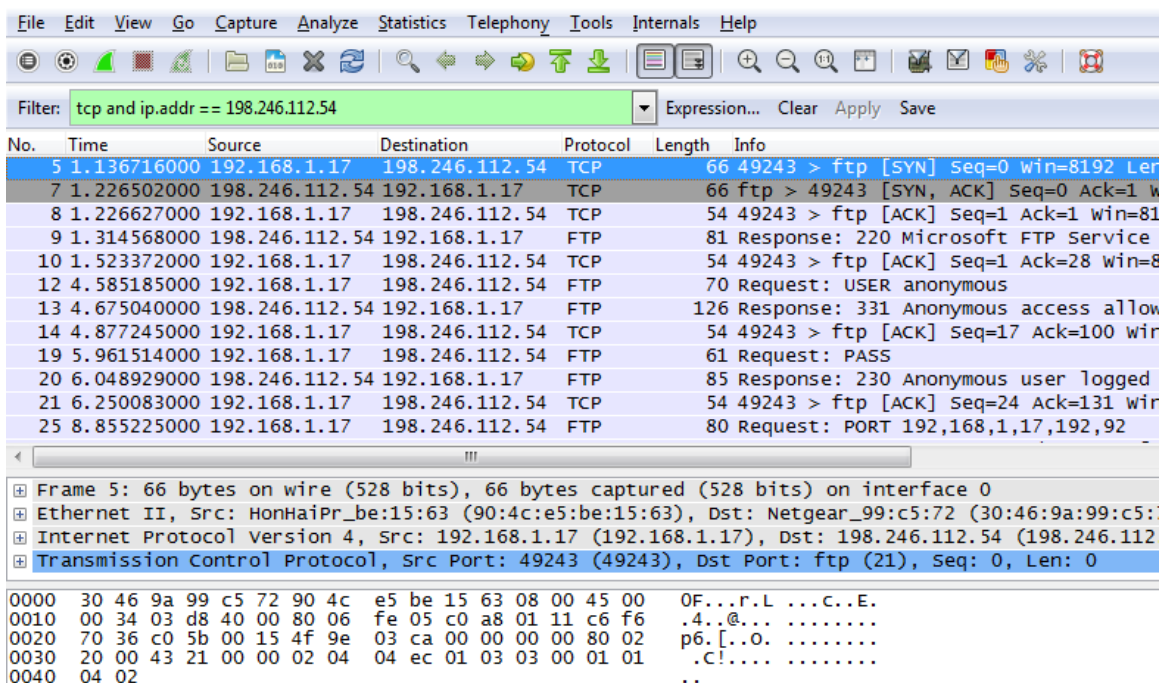 File Edit View Go Capture Analyze Statistics Telephony Tools Internals Help
Filter: tcp and ip.addr == 198.246.112.54 Expression... Clear Apply Save
No. Time Source Destination Protocol Length Info
5 1.136716000 192.168.1.17 198.246.112.54 TCP 66 49243 > ftp [SYN] Seq=0 Win=8192 Len
7 1.226502000 198.246.112.54 192.168.1.17 TCP 66 ftp > 49243 [SYN, ACK] Seq=0 Ack=1 W
8 1.226627000 192.168.1.17 198.246.112.54 TCP 54 49243 > ftp [ACK] Seq=1 Ack=1 Win=81
9 1.314568000 198.246.112.54 192.168.1.17 FTP 81 Response: 220 Microsoft FTP Service
10 1.523372000 192.168.1.17 198.246.112.54 TCP 54 49243 > ftp [ACK] Seq=1 Ack=28 Win=8
12 4.585185000 192.168.1.17 198.246.112.54 FTP 70 Request: USER anonymous
13 4.675040000 198.246.112.54 192.168.1.17 FTP 126 Response: 331 Anonymous access allow
14 4.877245000 192.168.1.17 198.246.112.54 TCP 54 49243 > ftp [ACK] Seq=17 Ack=100 Win
19 5.961514000 192.168.1.17 198.246.112.54 FTP 61 Request: PASS
20 6.048929000 198.246.112.54 192.168.1.17 FTP 85 Response: 230 Anonymous user logged
21 6.250083000 192.168.1.17 198.246.112.54 TCP 54 49243 > ftp [ACK] Seq=24 Ack=131 Win
25 8.855225000 192.168.1.17 198.246.112.54 FTP 80 Request: PORT 192,168,1,17,192,92
Frame 5: 66 bytes on wire (528 bits), 66 bytes captured (528 bits) on interface 0
Ethernet II, Src: HonHaiPr_be:15:63 (90:4c:e5:be:15:63), Dst: Netgear_99:c5:72 (30:46:9a:99:c5:
Internet Protocol Version 4, Src: 192.168.1.17 (192.168.1.17), Dst: 198.246.112.54 (198.246.112
Transmission Control Protocol, Src Port: 49243 (49243), Dst Port: ftp (21), Seq: 0, Len: 0
0000 30 46 9a 99 c5 72 90 4c e5 be 15 63 08 00 45 00 0F...r.L ...c..E.
0010 00 34 03 d8 40 00 80 06 fe 05 c0 a8 01 11 c6 f6 .4..@... ........
0020 70 36 c0 5b 00 15 4f 9e 03 ca 00 00 00 00 80 02 p6.[..O. ........
0030 20 00 43 21 00 00 02 04 04 ec 01 03 03 00 01 01 .C!.... ........
0040 04 02 ..